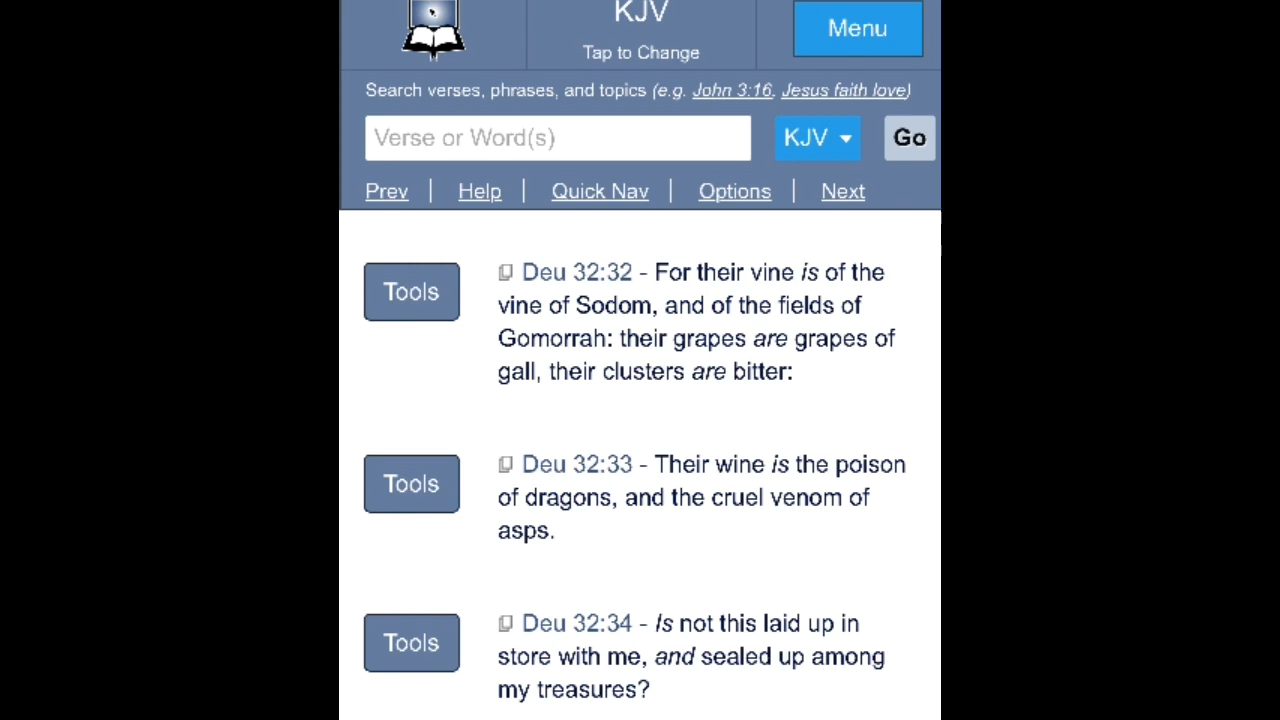 KJV
Tap to Change
Menu
Search verses, phrases, and topics (e.g. John 3:16, Jesus faith love)
Verse or Word(s)
KJV
Go
Prev | Help | Quick Nav | Options | Next
Tools
Deu 32:32 - For their vine is of the
vine of Sodom, and of the fields of
Gomorrah: their grapes are grapes of
gall, their clusters are bitter:
Tools
Deu 32:33 - Their wine is the poison
of dragons, and the cruel venom of
asps.
Tools
Deu 32:34 - Is not this laid up in
store with me, and sealed up among
my treasures?